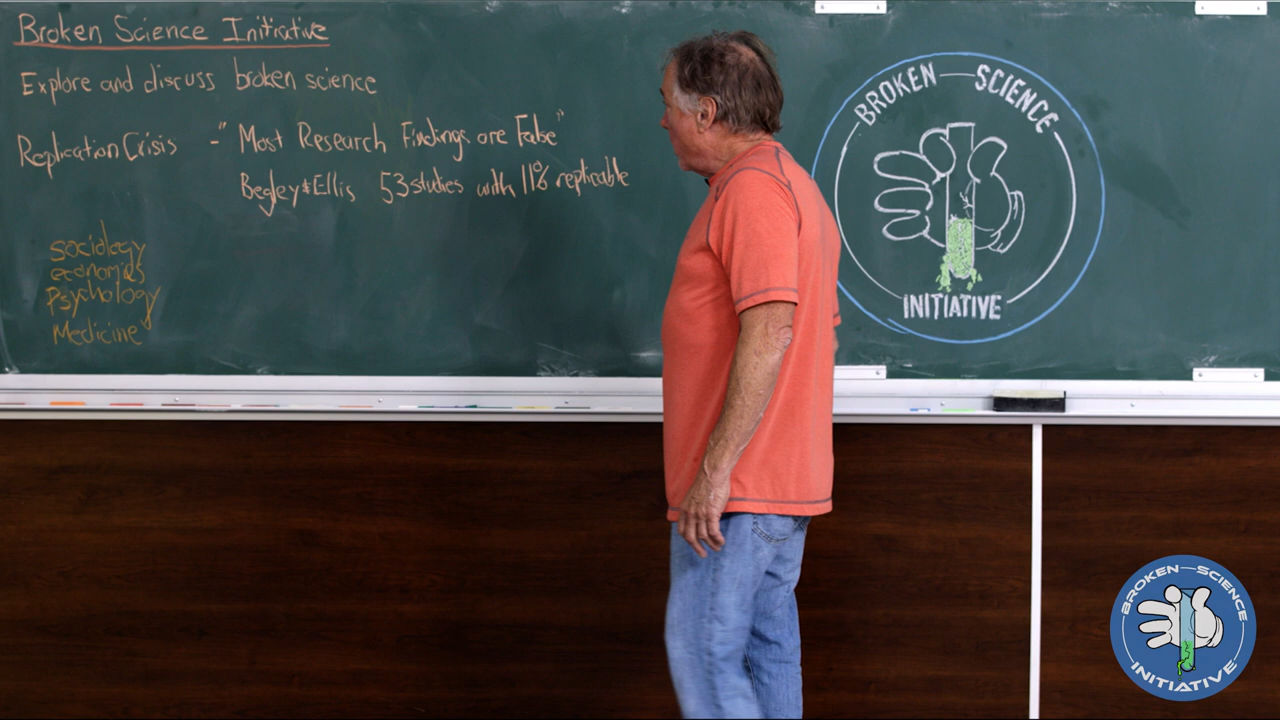 Broken Science Initiative
Explore and discuss broken science
Replication Crisis - "Most Research Findings are False"
Begley & Ellis 53 studies with 11% replicable
sociology
economics
Psychology
Medicine
BROKEN — SCIENCE
INITIATIVE
BROKEN — SCIENCE
INITIATIVE